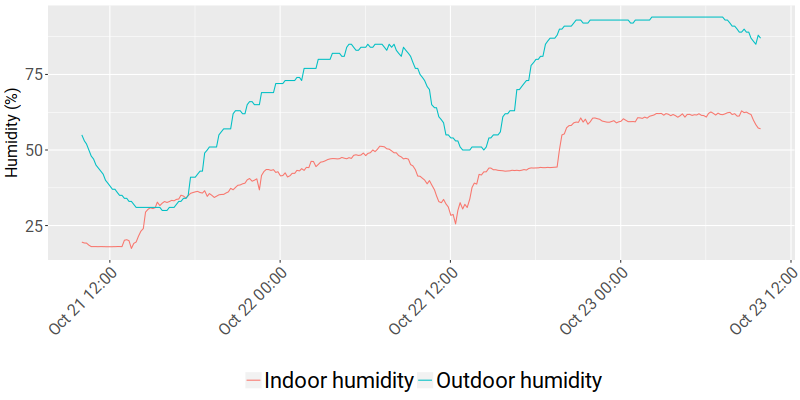 Humidity (%)
75
50
25
Oct 21 12:00
Oct 22 00:00
Oct 22 12:00
Oct 23 00:00
Oct 23 12:00
Indoor humidity Outdoor humidity